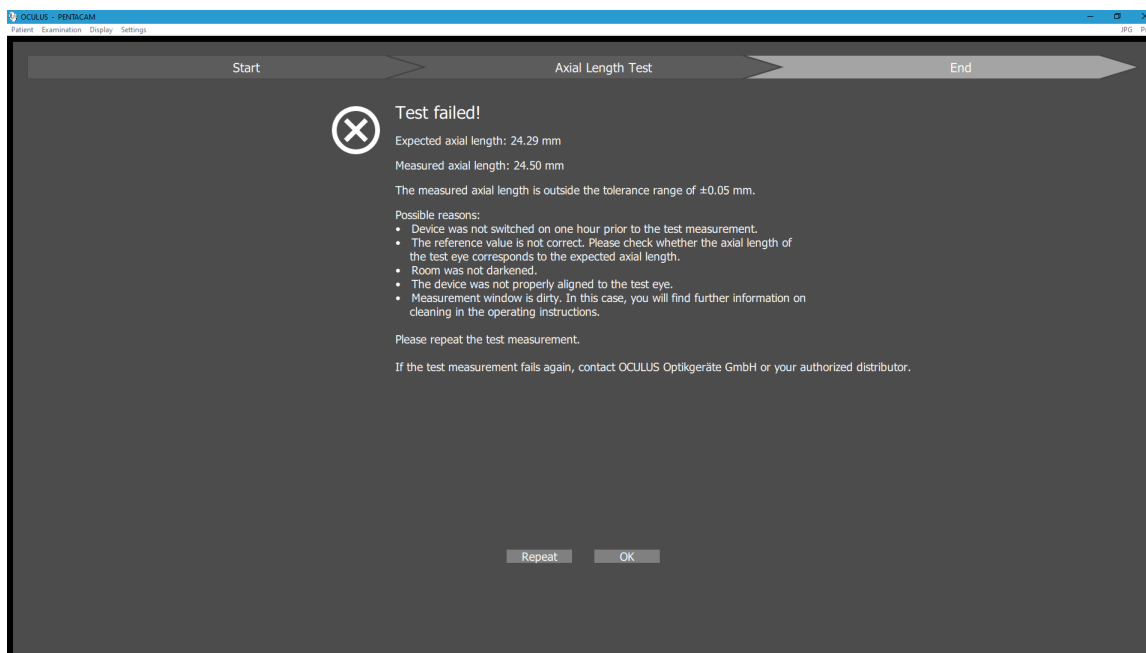 OCULUS - PENTACAM
Patient Examination Display Settings JPG
Start Axial Length Test End
Test failed!
Expected axial length: 24.29 mm
Measured axial length: 24.50 mm
The measured axial length is outside the tolerance range of ±0.05 mm.
Possible reasons:
• Device was not switched on one hour prior to the test measurement.
• The reference value is not correct. Please check whether the axial length of
the test eye corresponds to the expected axial length.
• Room was not darkened.
• The device was not properly aligned to the test eye.
• Measurement window is dirty. In this case, you will find further information on
cleaning in the operating instructions.
Please repeat the test measurement.
If the test measurement fails again, contact OCULUS Optikgeräte GmbH or your authorized distributor.
Repeat OK